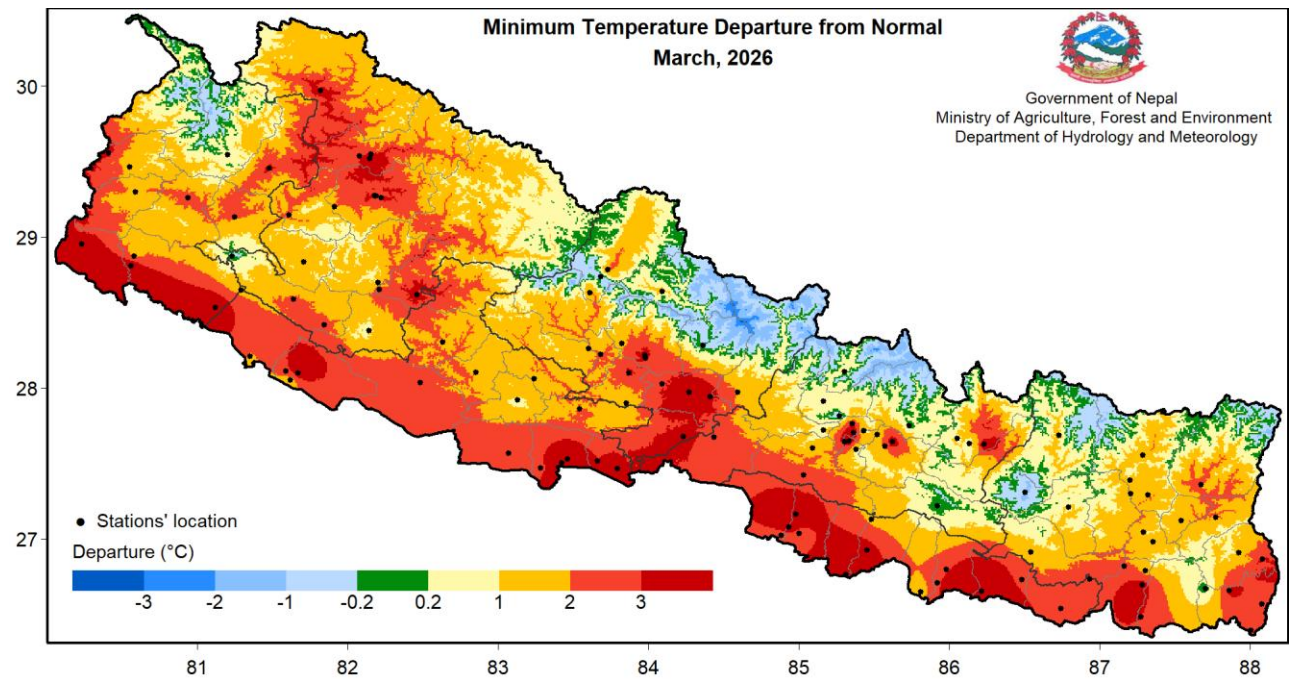 Minimum Temperature Departure from Normal
March, 2026
Government of Nepal
Ministry of Agriculture, Forest and Environment
Department of Hydrology and Meteorology
30
29
28
27
Stations' location
Departure (°C)
-3 -2 -1 -0.2 0.2 1 2 3
81 82 83 84 85 86 87 88